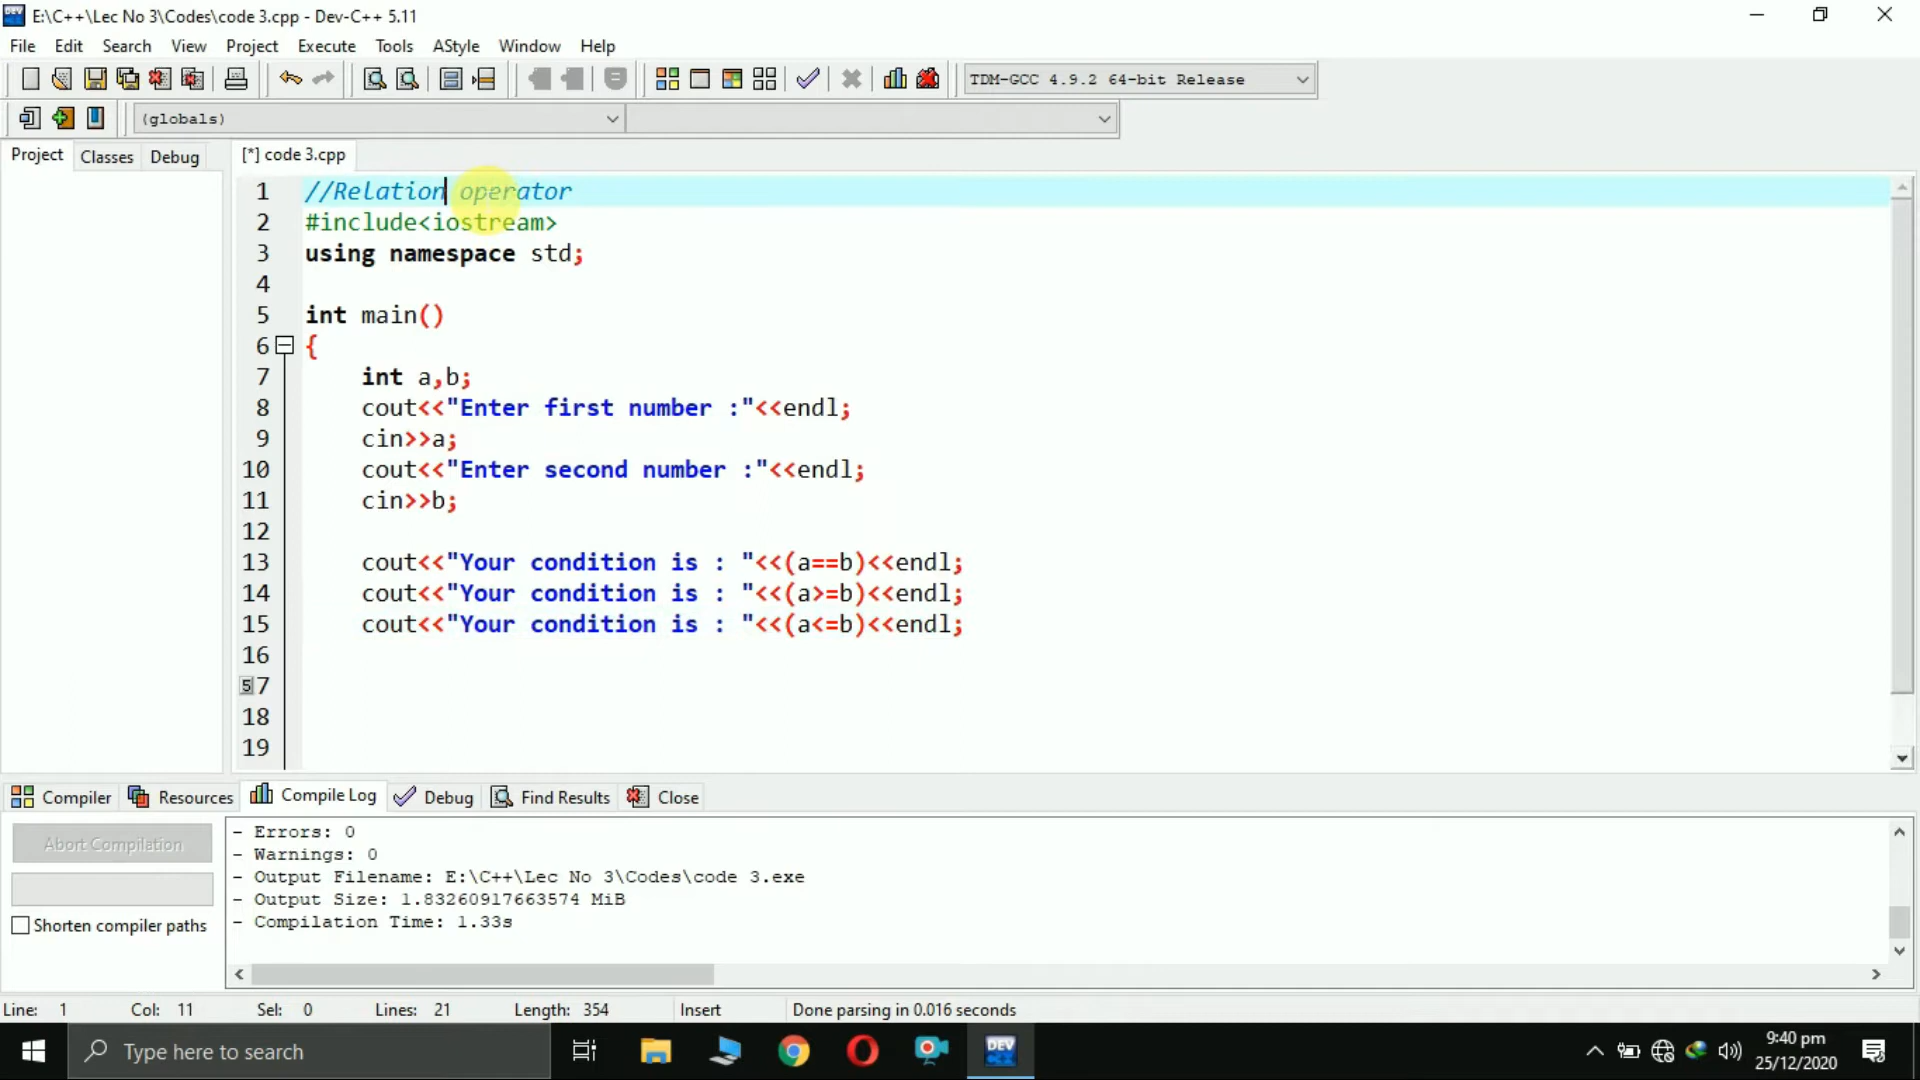 E:\C++\Lec No 3\Codes\code 3.cpp - Dev-C++ 5.11
File Edit Search View Project Execute Tools AStyle Window Help
TDM-GCC 4.9.2 64-bit Release
(globals)
Project Classes Debug [*] code 3.cpp
1 //Relation operator
2 #include<iostream>
3 using namespace std;
4
5 int main()
6 {
7 int a,b;
8 cout<<"Enter first number :"<<endl;
9 cin>>a;
10 cout<<"Enter second number :"<<endl;
11 cin>>b;
12
13 cout<<"Your condition is : "<<(a==b)<<endl;
14 cout<<"Your condition is : "<<(a>=b)<<endl;
15 cout<<"Your condition is : "<<(a<=b)<<endl;
16
5 7
18
19
Compiler Resources Compile Log Debug Find Results Close
Abort Compilation
Shorten compiler paths
- Errors: 0
- Warnings: 0
- Output Filename: E:\C++\Lec No 3\Codes\code 3.exe
- Output Size: 1.83260917663574 MiB
- Compilation Time: 1.33s
Line: 1 Col: 11 Sel: 0 Lines: 21 Length: 354 Insert Done parsing in 0.016 seconds
Type here to search
DEV
9:40 pm
25/12/2020